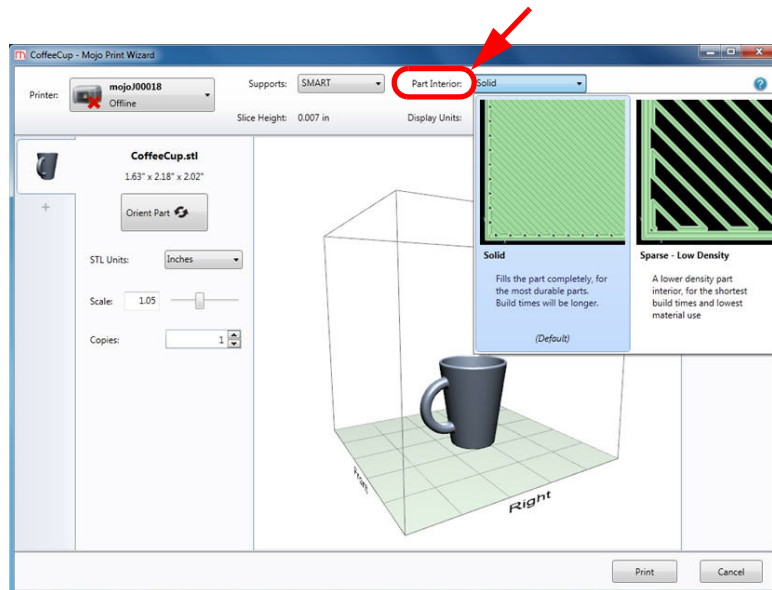 CoffeeCup - Mojo Print Wizard
Printer:
mojoJ00018
Offline
Supports:
SMART
Part Interior:
Solid
Slice Height:
0.007 in
Display Units:
CoffeeCup.stl
1.63" x 2.18" x 2.02"
Orient Part
STL Units:
Inches
Scale:
1.05
Copies:
1
Solid
Fills the part completely, for
the most durable parts.
Build times will be longer.
(Default)
Sparse - Low Density
A lower density part
interior, for the shortest
build times and lowest
material use
Front
Right
Print
Cancel